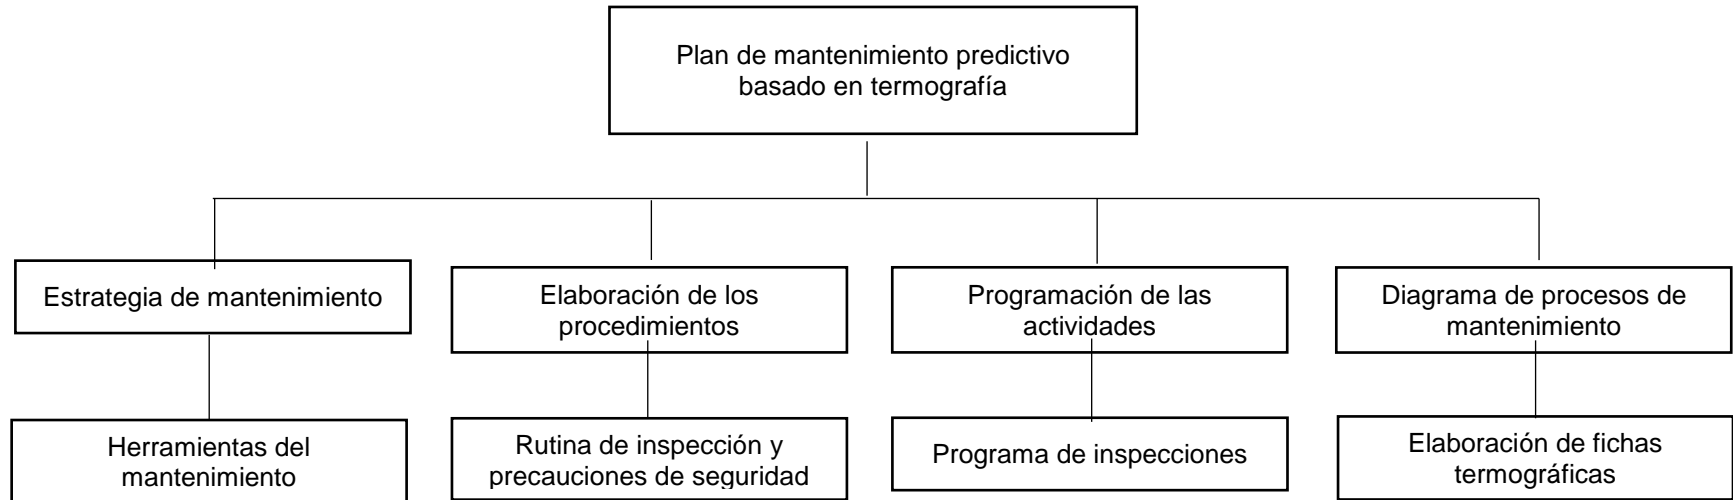 Plan de mantenimiento predictivo
basado en termografía
Estrategia de mantenimiento
Elaboración de los
procedimientos
Programación de las
actividades
Diagrama de procesos de
mantenimiento
Herramientas del
mantenimiento
Rutina de inspección y
precauciones de seguridad
Programa de inspecciones
Elaboración de fichas
termográficas